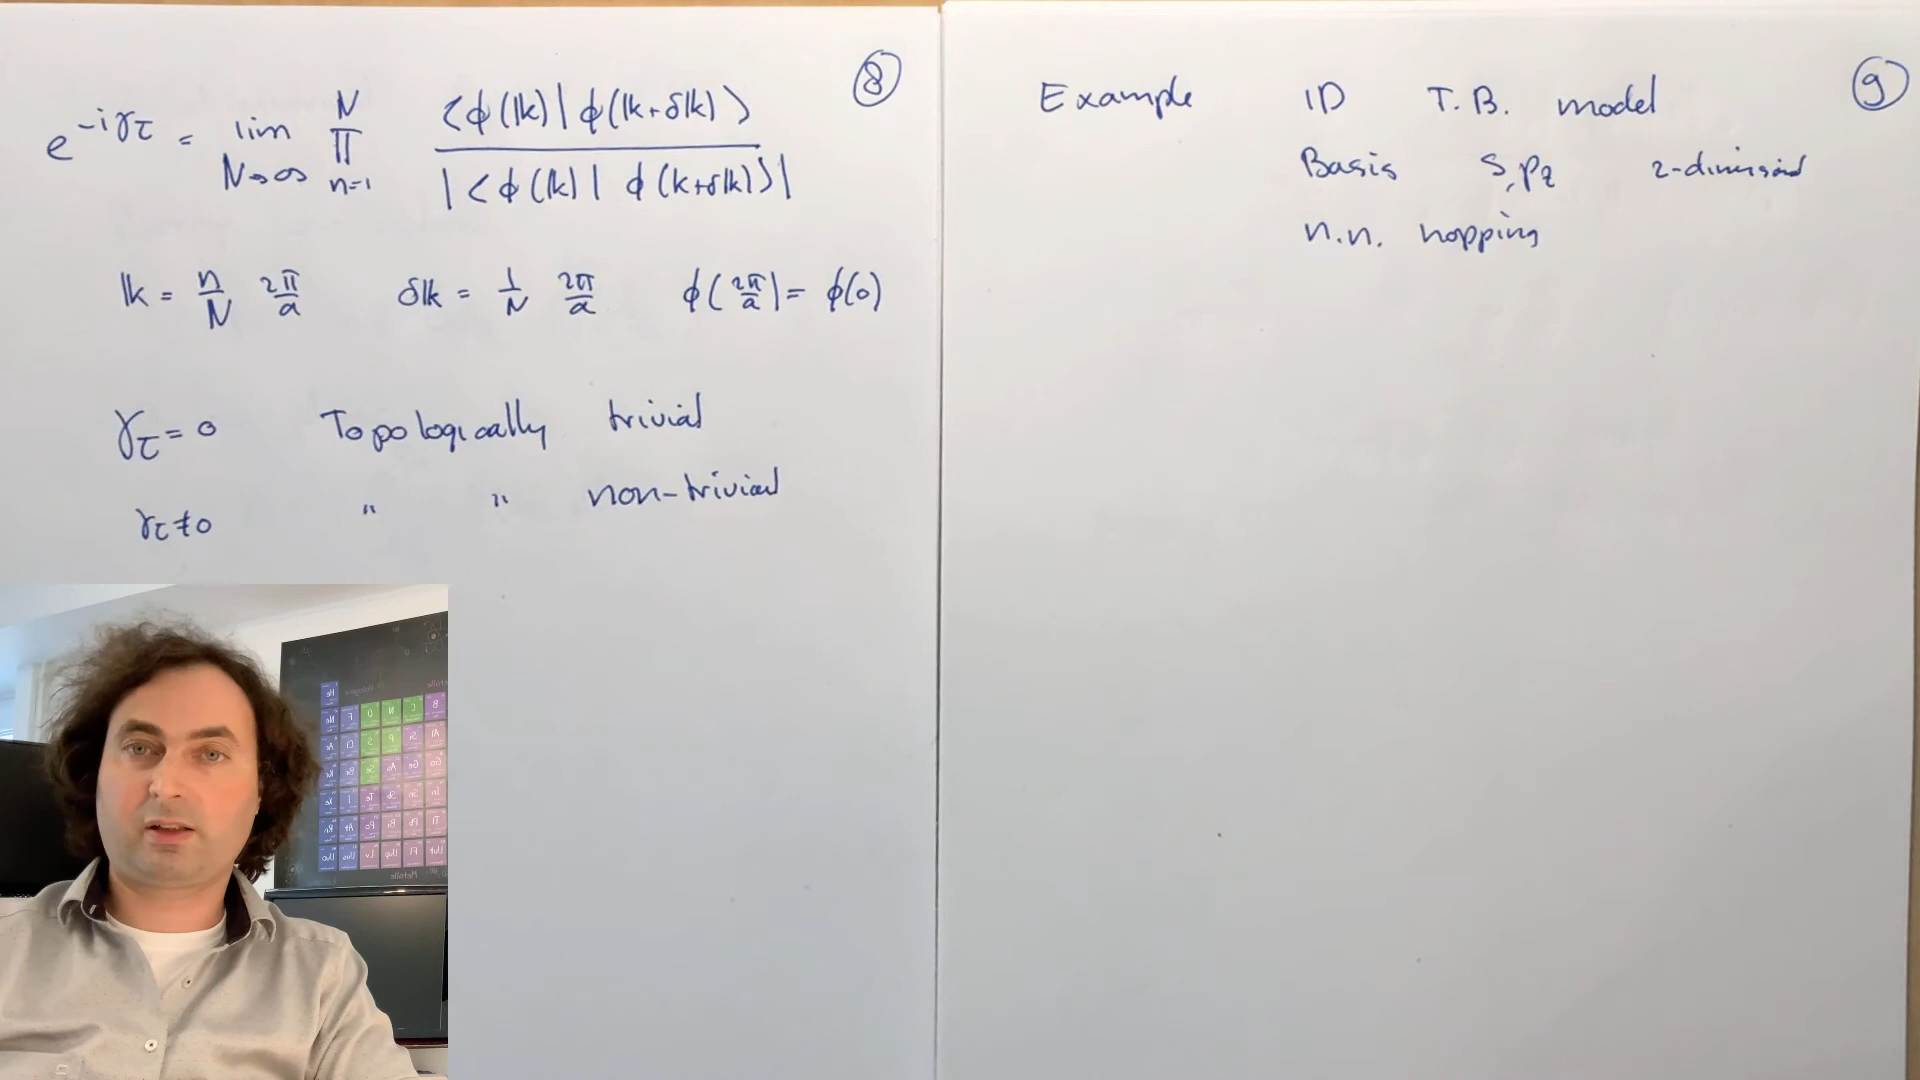 8
e^{-iγ_τ} = lim_{N→∞} ∏_{n=1}^{N} <ϕ(𝕜)|ϕ(𝕜+δ𝕜)> / |<ϕ(𝕜)|ϕ(k+δ𝕜)>|
𝕜 = n/N 2π/a    δ𝕜 = 1/N 2π/a    ϕ(2π/a) = ϕ(0)
γ_τ = 0 Topologically trivial
γ_τ ≠ 0 " " non-trivial
9
Example 1D T.B. model
Basis s, p_z 2-dimensional
n.n. hopping